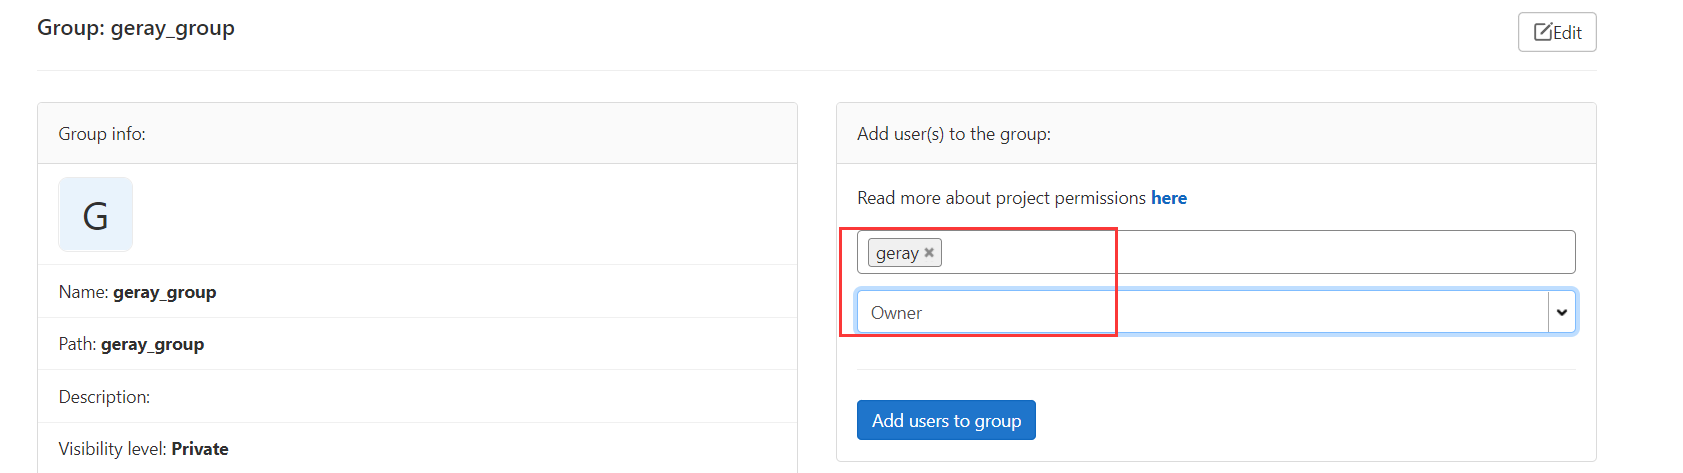 Group: geray_group
Edit
Group info:
G
Name: geray_group
Path: geray_group
Description:
Visibility level: Private
Add user(s) to the group:
Read more about project permissions here
geray ×
Owner
Add users to group